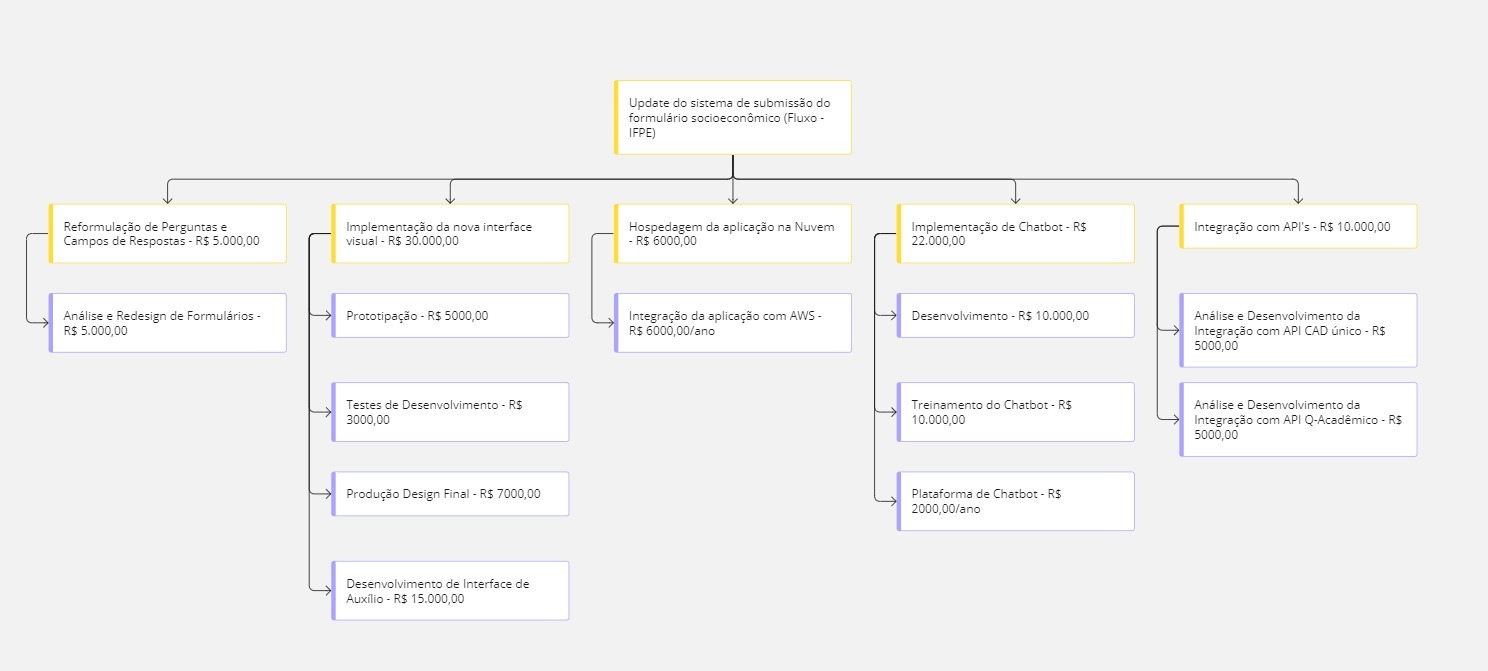 Update do sistema de submissão do
formulário socioeconômico (Fluxo -
IFPE)
Reformulação de Perguntas e
Campos de Respostas - R$ 5.000,00
Análise e Redesign de Formulários -
R$ 5.000,00
Implementação da nova interface
visual - R$ 30.000,00
Prototipação - R$ 5000,00
Testes de Desenvolvimento - R$
3000,00
Produção Design Final - R$ 7000,00
Desenvolvimento de Interface de
Auxílio - R$ 15.000,00
Hospedagem da aplicação na Nuvem
- R$ 6000,00
Integração da aplicação com AWS -
R$ 6000,00/ano
Implementação de Chatbot - R$
22.000,00
Desenvolvimento - R$ 10.000,00
Treinamento do Chatbot - R$
10.000,00
Plataforma de Chatbot - R$
2000,00/ano
Integração com API's - R$ 10.000,00
Análise e Desenvolvimento da
Integração com API CAD único - R$
5000,00
Análise e Desenvolvimento da
Integração com API Q-Acadêmico - R$
5000,00